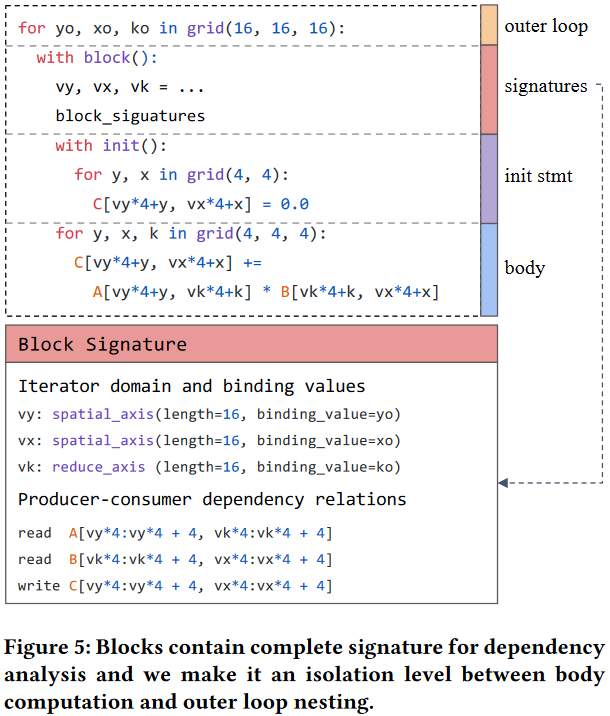 for yo, xo, ko in grid(16, 16, 16):
outer loop
with block():
vy, vx, vk = ...
signatures
block_siguatures
with init():
for y, x in grid(4, 4):
init stmt
C[vy*4+y, vx*4+x] = 0.0
for y, x, k in grid(4, 4, 4):
C[vy*4+y, vx*4+x] +=
body
A[vy*4+y, vk*4+k] * B[vk*4+k, vx*4+x]
Block Signature
Iterator domain and binding values
vy: spatial_axis(length=16, binding_value=yo)
vx: spatial_axis(length=16, binding_value=xo)
vk: reduce_axis (length=16, binding_value=ko)
Producer-consumer dependency relations
read A[vy*4:vy*4 + 4, vk*4:vk*4 + 4]
read B[vk*4:vk*4 + 4, vx*4:vx*4 + 4]
write C[vy*4:vy*4 + 4, vx*4:vx*4 + 4]
Figure 5: Blocks contain complete signature for dependency
analysis and we make it an isolation level between body
computation and outer loop nesting.